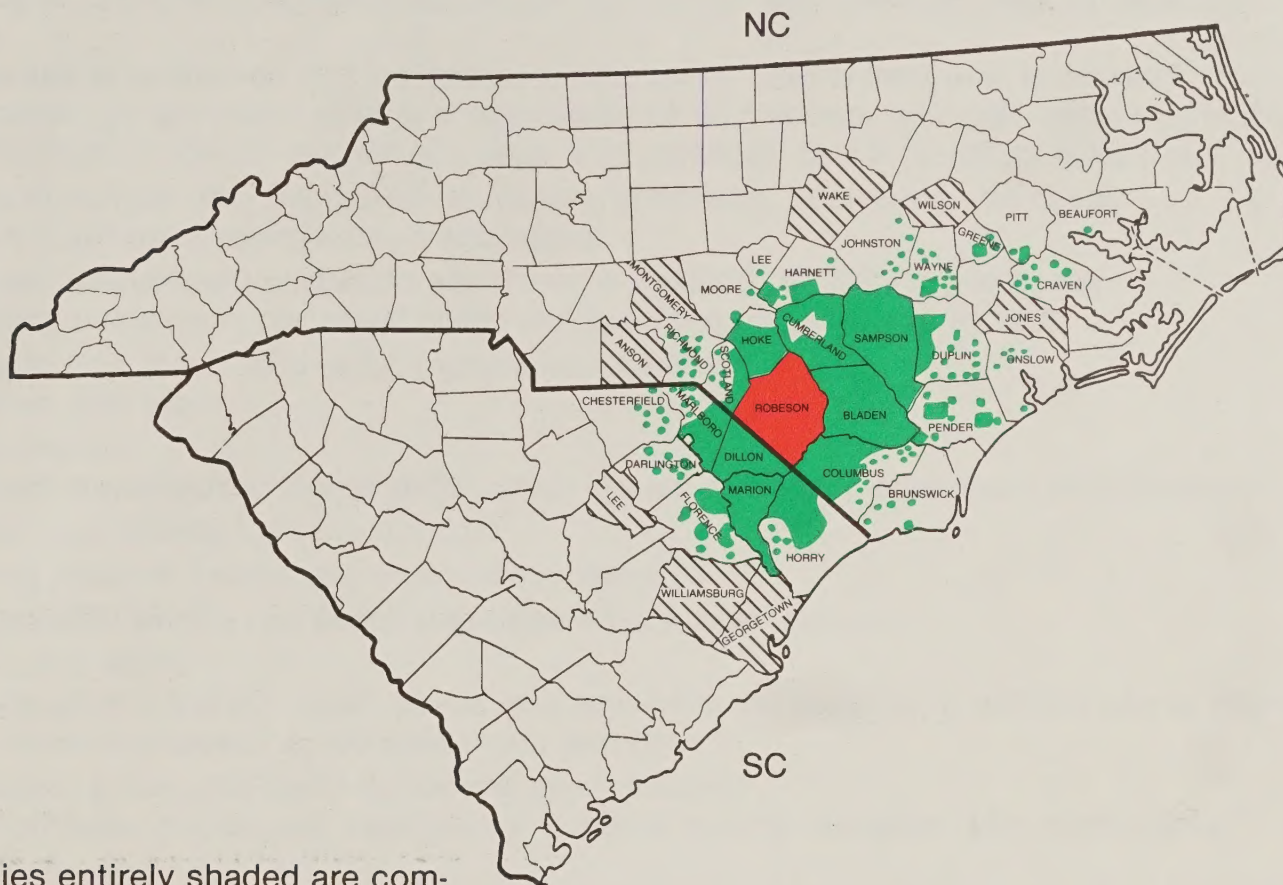 NC
WAKE
WILSON
PITT
BEAUFORT
JOHNSTON
GREENE
LEE
HARNETT
WAYNE
MONTGOMERY
MOORE
CRAVEN
JONES
CUMBERLAND
SAMPSON
HOKE
RICHMOND
SCOTLAND
ANSON
DUPLIN
ONSLOW
ROBESON
BLADEN
CHESTERFIELD
MARLBORO
PENDER
DILLON
DARLINGTON
COLUMBUS
MARION
BRUNSWICK
LEE
FLORENCE
HORRY
WILLIAMSBURG
GEORGETOWN
SC
ies entirely shaded are com-